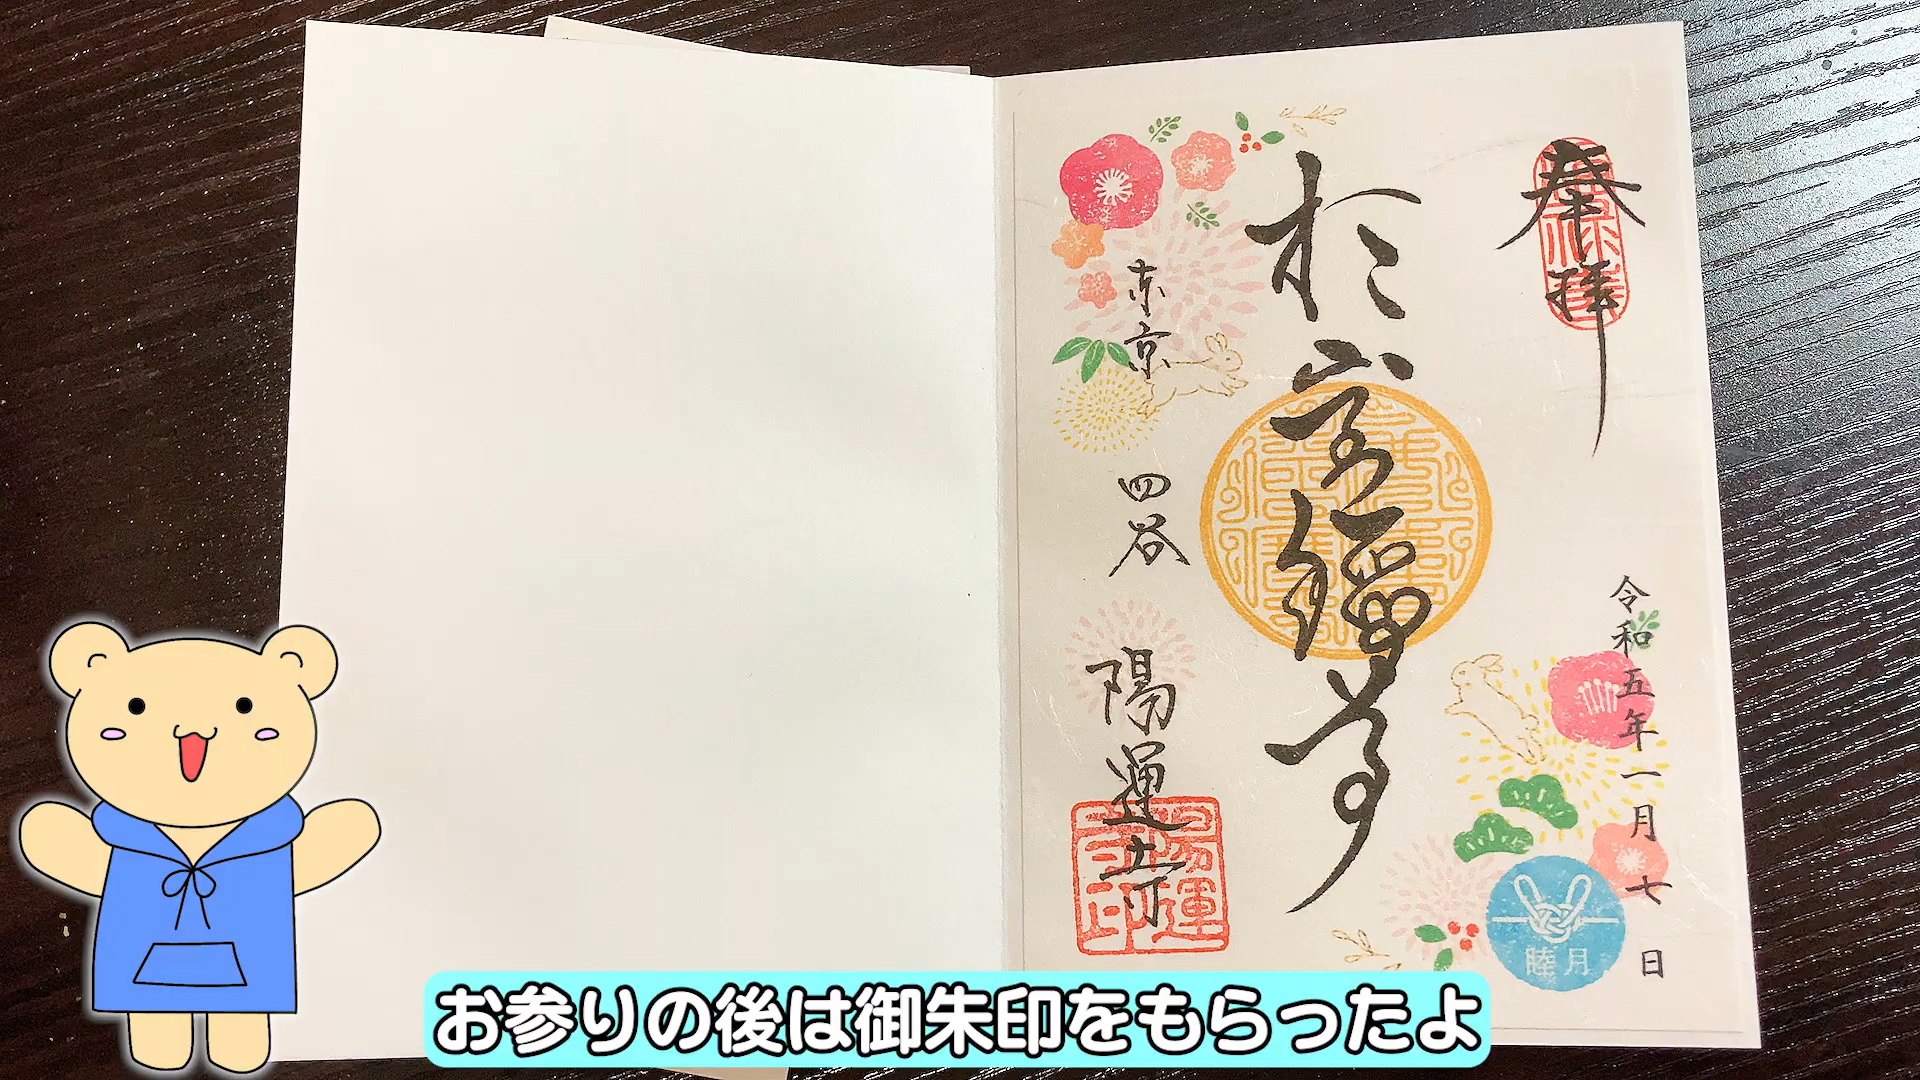 奉拝
令和五年一月七日
於岩稲荷
東京
四谷
陽運寺
睦月
お参りの後は御朱印をもらったよ